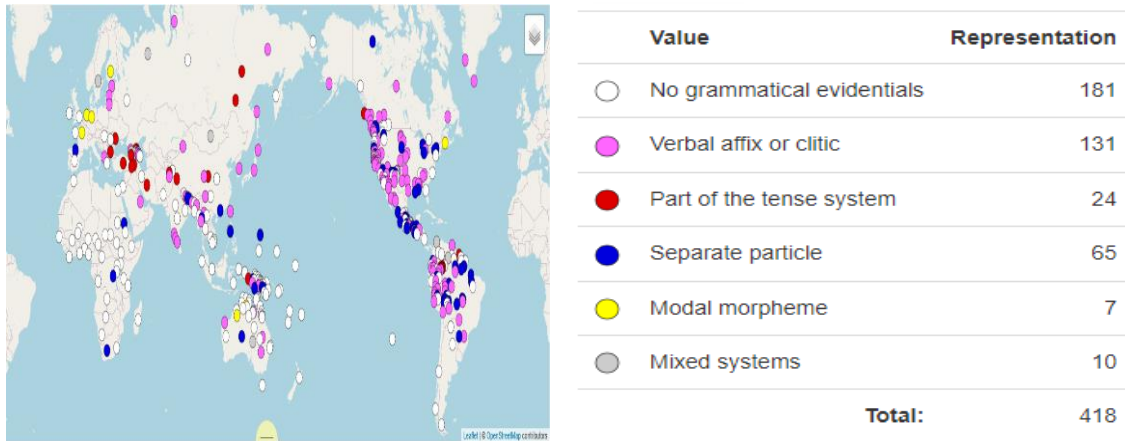 Value Representation
No grammatical evidentials 181
Verbal affix or clitic 131
Part of the tense system 24
Separate particle 65
Modal morpheme 7
Mixed systems 10
Total: 418
Leaflet | © OpenStreetMap contributors